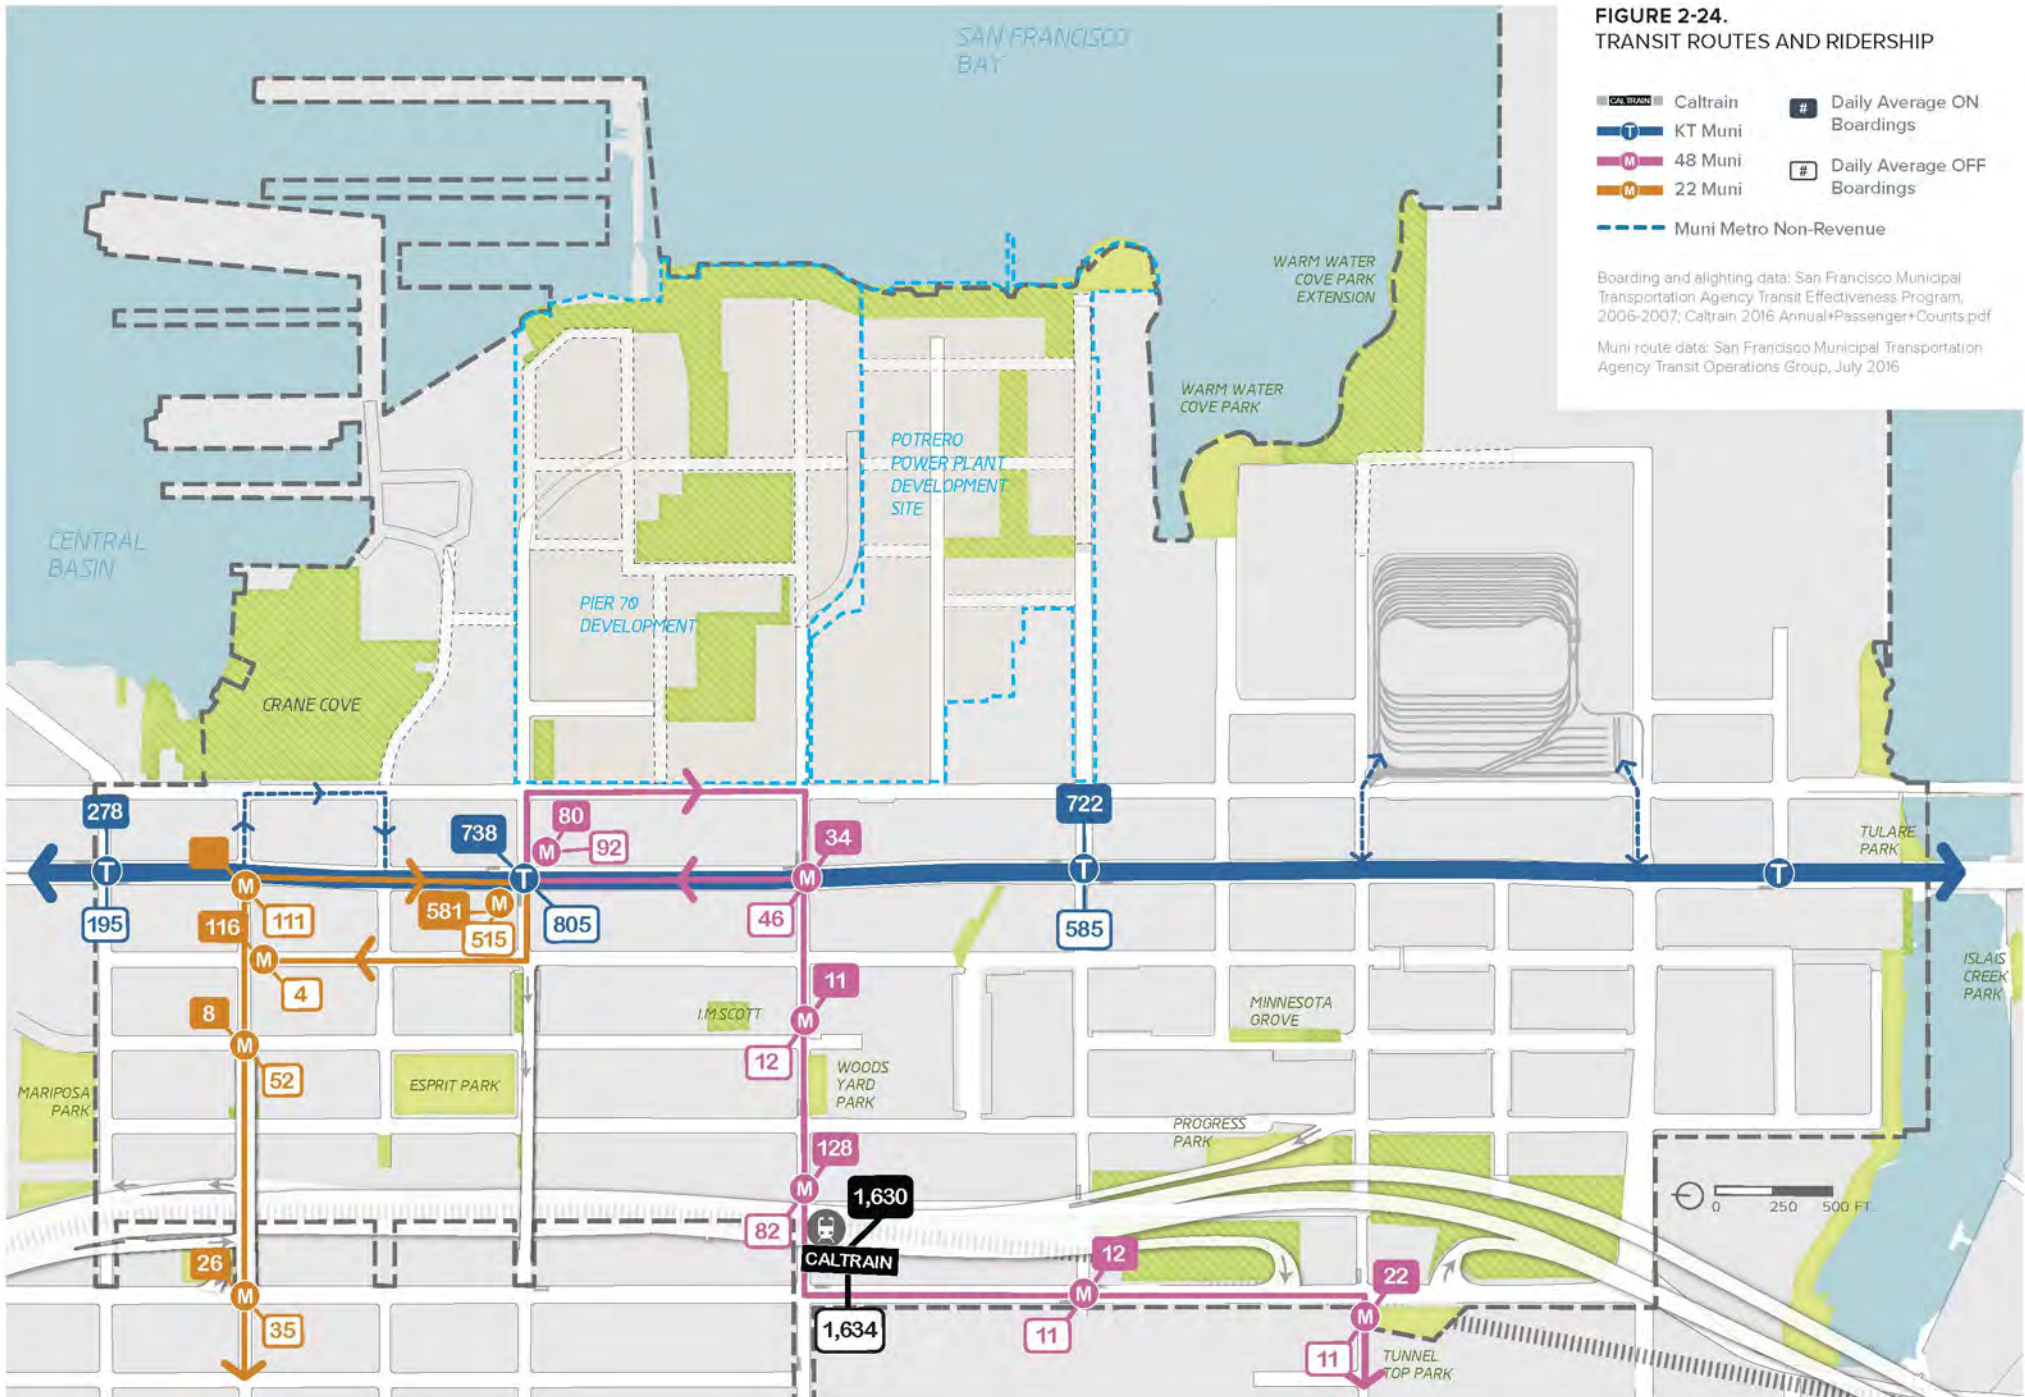 FIGURE 2-24.
TRANSIT ROUTES AND RIDERSHIP
CALTRAIN Caltrain
T KT Muni
M 48 Muni
M 22 Muni
Muni Metro Non-Revenue
# Daily Average ON
Boardings
# Daily Average OFF
Boardings
Boarding and alighting data: San Francisco Municipal
Transportation Agency Transit Effectiveness Program,
2006-2007; Caltrain 2016 Annual+Passenger+Counts.pdf
Muni route data: San Francisco Municipal Transportation
Agency Transit Operations Group, July 2016
SAN FRANCISCO
BAY
WARM WATER
COVE PARK
EXTENSION
WARM WATER
COVE PARK
POTRERO
POWER PLANT
DEVELOPMENT
SITE
CENTRAL
BASIN
PIER 70
DEVELOPMENT
CRANE COVE
278
738
80
92
34
722
TULARE
PARK
T
M
T
M
M
T
T
195
116
111
581
M
515
805
46
585
M
4
11
ISLAIS
CREEK
PARK
8
I.M.SCOTT
M
MINNESOTA
GROVE
M
52
12
MARIPOSA
PARK
ESPRIT PARK
WOODS
YARD
PARK
PROGRESS
PARK
128
M
1,630
82
CALTRAIN
26
12
22
0 250 500 FT.
M
M
M
35
1,634
11
11
TUNNEL
TOP PARK